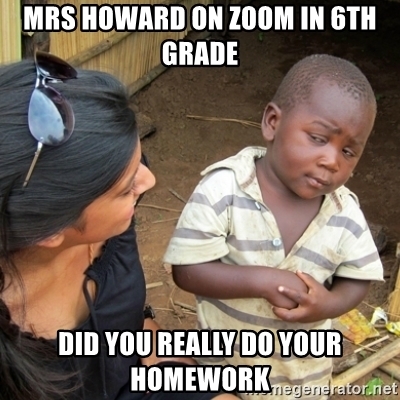 MRS HOWARD ON ZOOM IN 6TH
GRADE
DID YOU REALLY DO YOUR
HOMEWORK
memegenerator.net